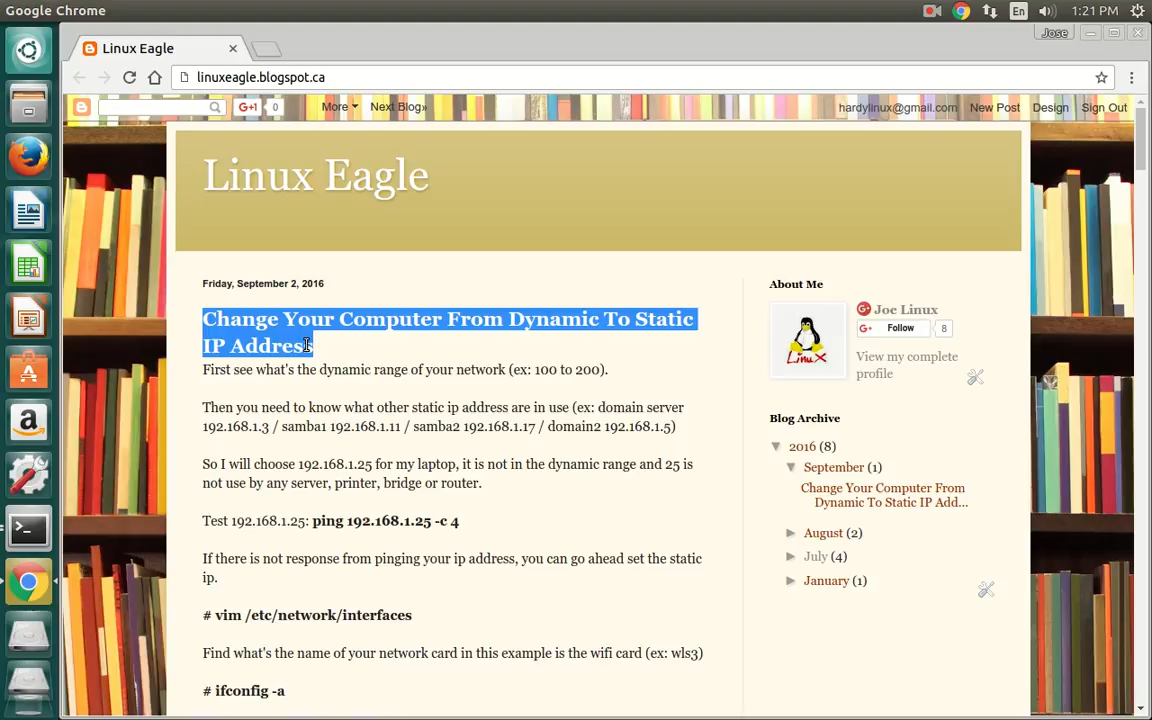 Google Chrome
En
1:21 PM
Linux Eagle
Jose
linuxeagle.blogspot.ca
G+1 0 More Next Blog» hardylinux@gmail.com New Post Design Sign Out
Linux Eagle
Friday, September 2, 2016
Change Your Computer From Dynamic To Static
IP Address
First see what's the dynamic range of your network (ex: 100 to 200).
Then you need to know what other static ip address are in use (ex: domain server
192.168.1.3 / samba1 192.168.1.11 / samba2 192.168.1.17 / domain2 192.168.1.5)
So I will choose 192.168.1.25 for my laptop, it is not in the dynamic range and 25 is
not use by any server, printer, bridge or router.
Test 192.168.1.25: ping 192.168.1.25 -c 4
If there is not response from pinging your ip address, you can go ahead set the static
ip.
# vim /etc/network/interfaces
Find what's the name of your network card in this example is the wifi card (ex: wls3)
# ifconfig -a
About Me
LinuX
Joe Linux
G+ Follow 8
View my complete
profile
Blog Archive
▼ 2016 (8)
▼ September (1)
Change Your Computer From
Dynamic To Static IP Add...
► August (2)
► July (4)
► January (1)